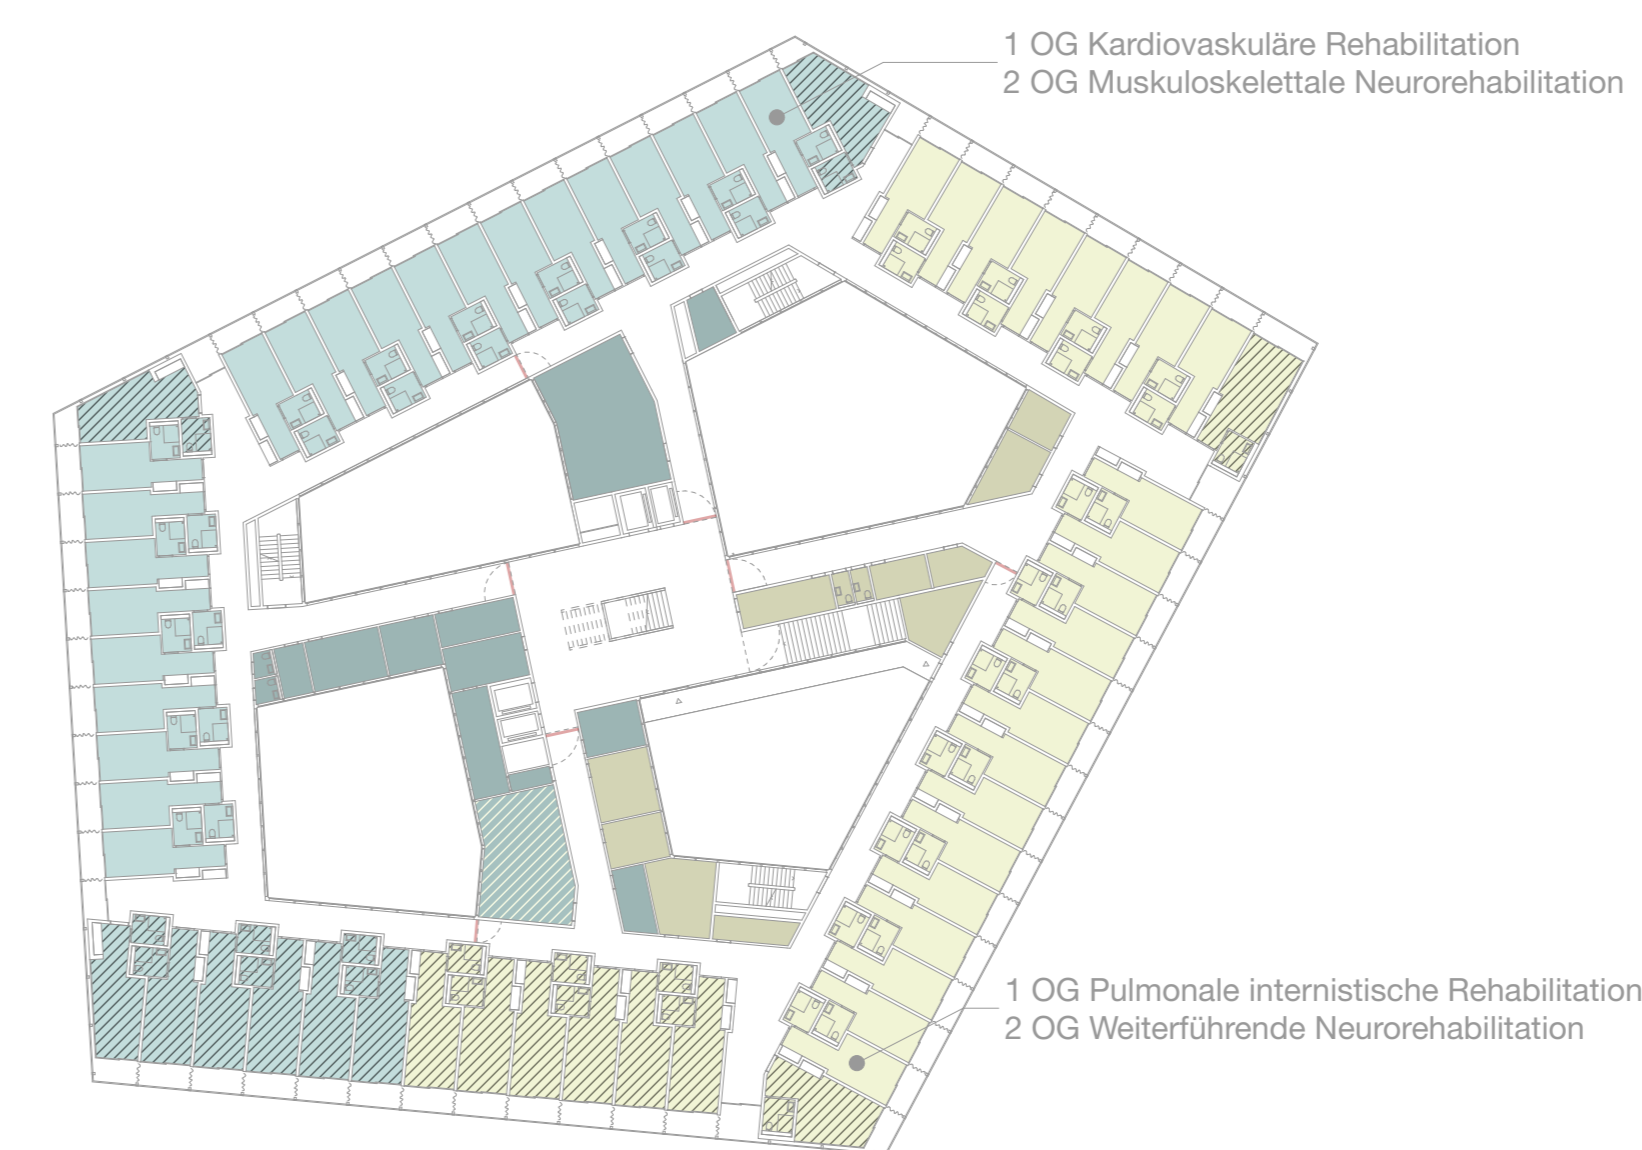 1 OG Kardiovaskuläre Rehabilitation
2 OG Muskuloskelettale Neurorehabilitation
1 OG Pulmonale internistische Rehabilitation
2 OG Weiterführende Neurorehabilitation